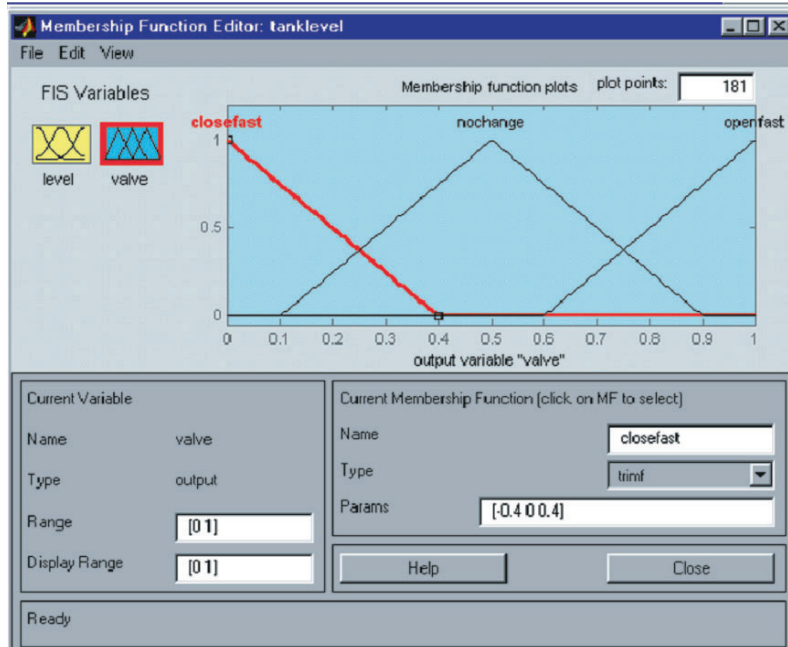 Membership Function Editor: tanklevel
File Edit View
FIS Variables
level valve
Membership function plots plot points: 181
closefast nochange openfast
1
0.5
0
0 0.1 0.2 0.3 0.4 0.5 0.6 0.7 0.8 0.9 1
output variable "valve"
Current Variable
Name valve
Type output
Range [0 1]
Display Range [0 1]
Current Membership Function (click on MF to select)
Name closefast
Type trimf
Params [-0.4 0 0.4]
Help Close
Ready